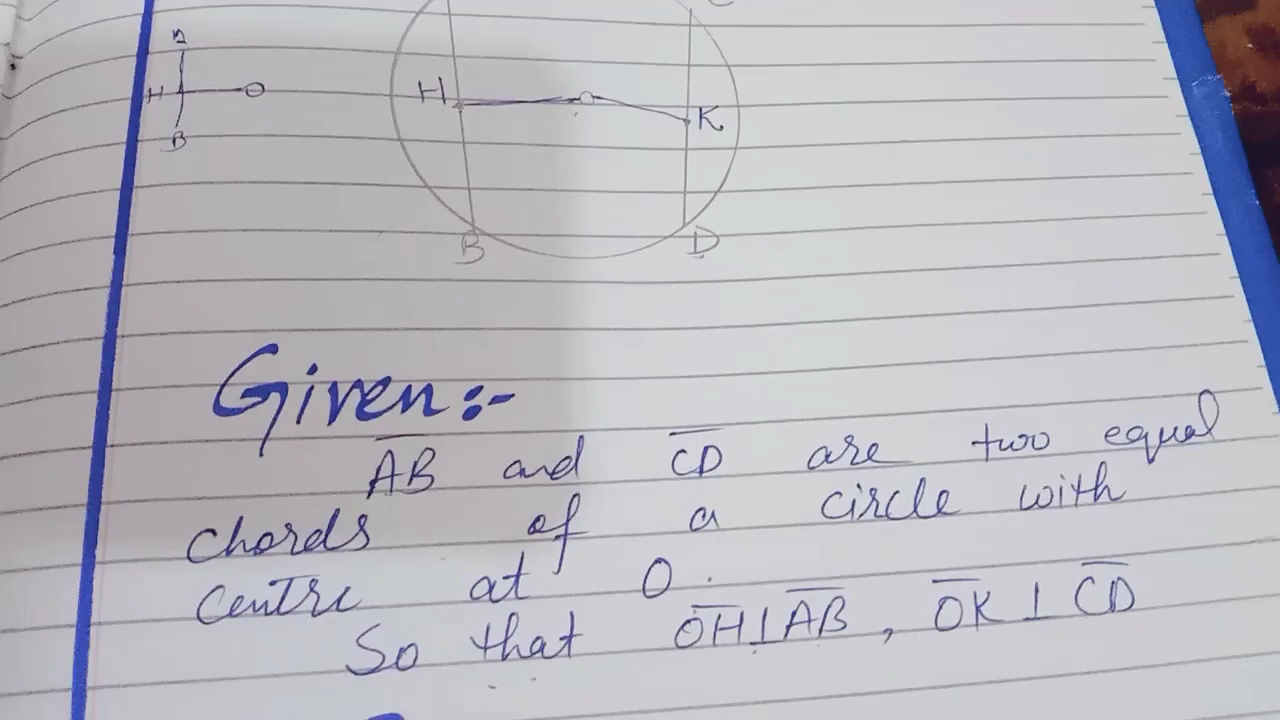 A
H
O
B
H
O
K
B
D
Given:-
AB and CD are two equal
chords of a circle with
centre at O.
So that OH⊥AB, OK⊥CD